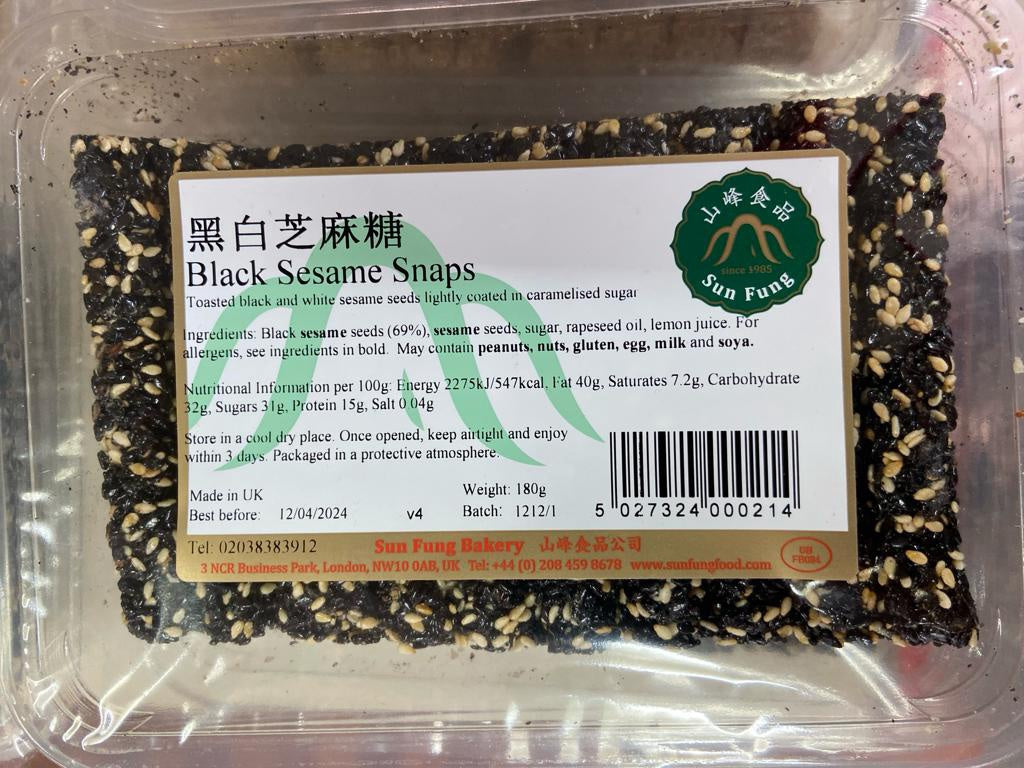 山峰食品
since 1985
Sun Fung
黑白芝麻糖
Black Sesame Snaps
Toasted black and white sesame seeds lightly coated in caramelised sugar
Ingredients: Black sesame seeds (69%), sesame seeds, sugar, rapeseed oil, lemon juice. For
allergens, see ingredients in bold. May contain peanuts, nuts, gluten, egg, milk and soya.
Nutritional Information per 100g: Energy 2275kJ/547kcal, Fat 40g, Saturates 7.2g, Carbohydrate
32g, Sugars 31g, Protein 15g, Salt 0.04g
Store in a cool dry place. Once opened, keep airtight and enjoy
within 3 days. Packaged in a protective atmosphere.
Made in UK
Weight: 180g
Best before: 12/04/2024 v4 Batch: 1212/1
5 027324 000214
Tel: 02038383912 Sun Fung Bakery 山峰食品公司
3 NCR Business Park, London, NW10 0AB, UK Tel: +44 (0) 208 459 8678 www.sunfungfood.com
GB
FB084